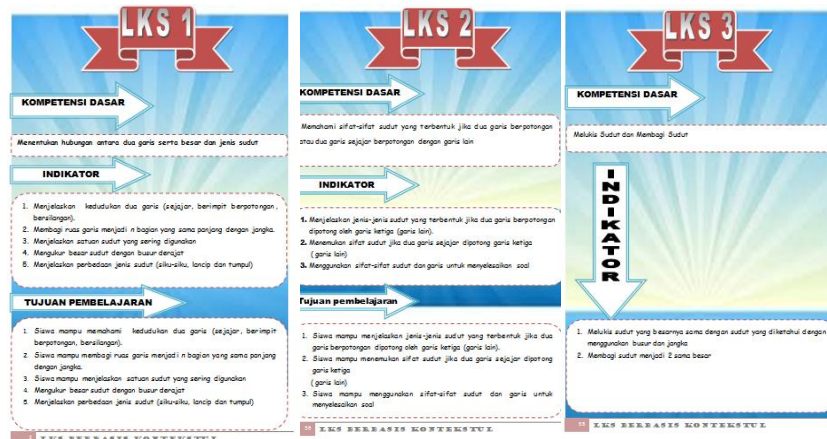 LKS 1
KOMPETENSI DASAR
Menentukan hubungan antara dua garis serta besar dan jenis sudut
INDIKATOR
1. Menjelaskan kedudukan dua garis (sejajar, berimpit berpotongan,
bersilangan).
2. Membagi ruas garis menjadi n bagian yang sama panjang dengan jangka.
3. Menjelaskan satuan sudut yang sering digunakan
4. Mengukur besar sudut dengan busur derajat
5. Menjelaskan perbedaan jenis sudut (siku-siku, lancip dan tumpul)
TUJUAN PEMBELAJARAN
1. Siswa mampu memahami kedudukan dua garis (sejajar, berimpit
berpotongan, bersilangan).
2. Siswa mampu membagi ruas garis menjadi n bagian yang sama panjang
dengan jangka.
3. Siswa mampu menjelaskan satuan sudut yang sering digunakan
4. Mengukur besar sudut dengan busur derajat
5. Menjelaskan perbedaan jenis sudut (siku-siku, lancip dan tumpul)
LKS BERBASIS KONTEKSTUL
LKS 2
KOMPETENSI DASAR
Memahami sifat-sifat sudut yang terbentuk jika dua garis berpotongan
atau dua garis sejajar berpotongan dengan garis lain
INDIKATOR
1. Menjelaskan jenis-jenis sudut yang terbentuk jika dua garis berpotongan
dipotong oleh garis ketiga (garis lain).
2. Menemukan sifat sudut jika dua garis sejajar dipotong garis ketiga
(garis lain)
3. Menggunakan sifat-sifat sudut dan garis untuk menyelesaikan soal
Tujuan pembelajaran
1. Siswa mampu menjelaskan jenis-jenis sudut yang terbentuk jika dua
garis berpotongan dipotong oleh garis ketiga (garis lain).
2. Siswa mampu menemukan sifat sudut jika dua garis sejajar dipotong
garis ketiga
(garis lain)
3. Siswa mampu menggunakan sifat-sifat sudut dan garis untuk
menyelesaikan soal
LKS BERBASIS KONTEKSTUL
LKS 3
KOMPETENSI DASAR
Melukis Sudut dan Membagi Sudut
INDIKATOR
1. Melukis sudut yang besarnya sama dengan sudut yang diketahui dengan
menggunakan busur dan jangka
2. Membagi sudut menjadi 2 sama besar
LKS BERBASIS KONTEKSTUL